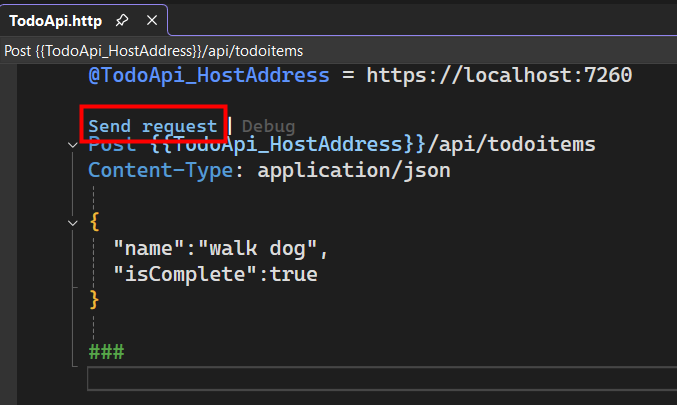 TodoApi.http
Post {{TodoApi_HostAddress}}/api/todoitems
@TodoApi_HostAddress = https://localhost:7260
Send request | Debug
Post {{TodoApi_HostAddress}}/api/todoitems
Content-Type: application/json
{
"name":"walk dog",
"isComplete":true
}
###